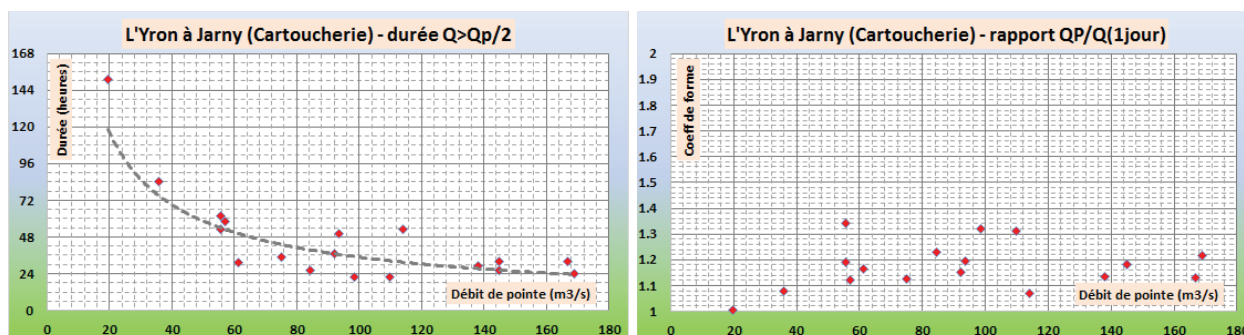 L'Yron à Jarny (Cartoucherie) - durée Q>Qp/2
Durée (heures)
168
144
120
96
72
48
24
0
Débit de pointe (m3/s)
0 20 40 60 80 100 120 140 160 180
L'Yron à Jarny (Cartoucherie) - rapport QP/Q(1jour)
Coeff de forme
2
1.9
1.8
1.7
1.6
1.5
1.4
1.3
1.2
1.1
1
Débit de pointe (m3/s)
0 20 40 60 80 100 120 140 160 180